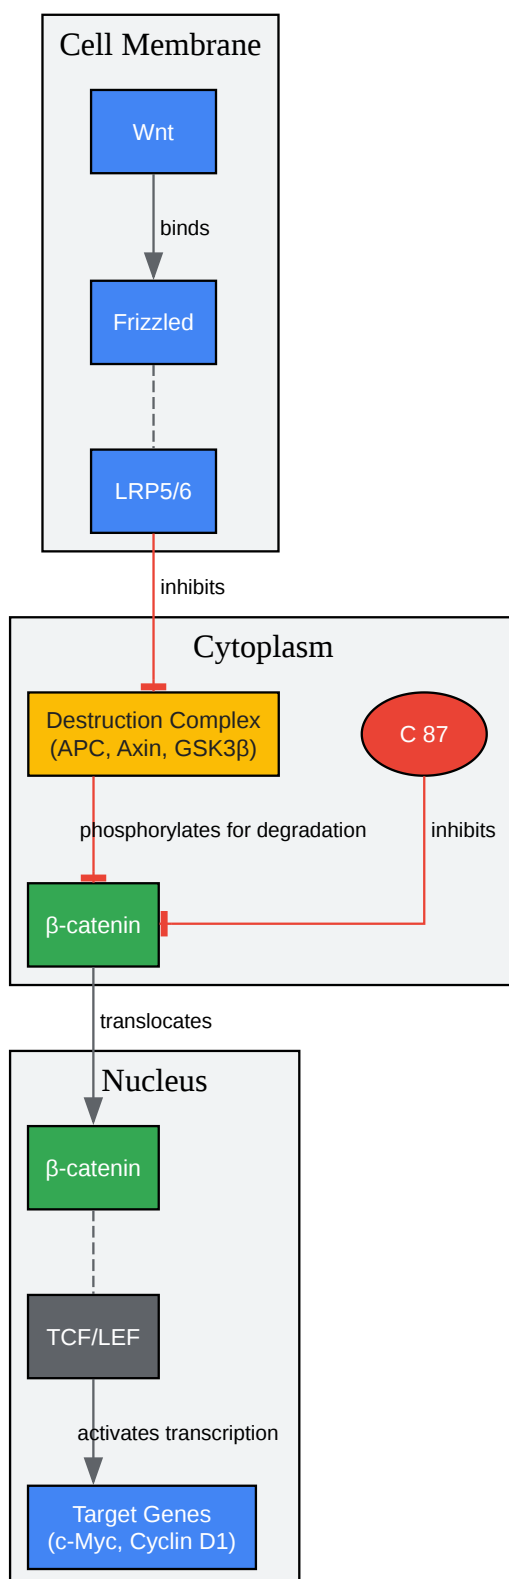 Cell Membrane
Wnt
binds
Frizzled
LRP5/6
inhibits
Cytoplasm
Destruction Complex
(APC, Axin, GSK3β)
C 87
phosphorylates for degradation
inhibits
β-catenin
translocates
Nucleus
β-catenin
TCF/LEF
activates transcription
Target Genes
(c-Myc, Cyclin D1)